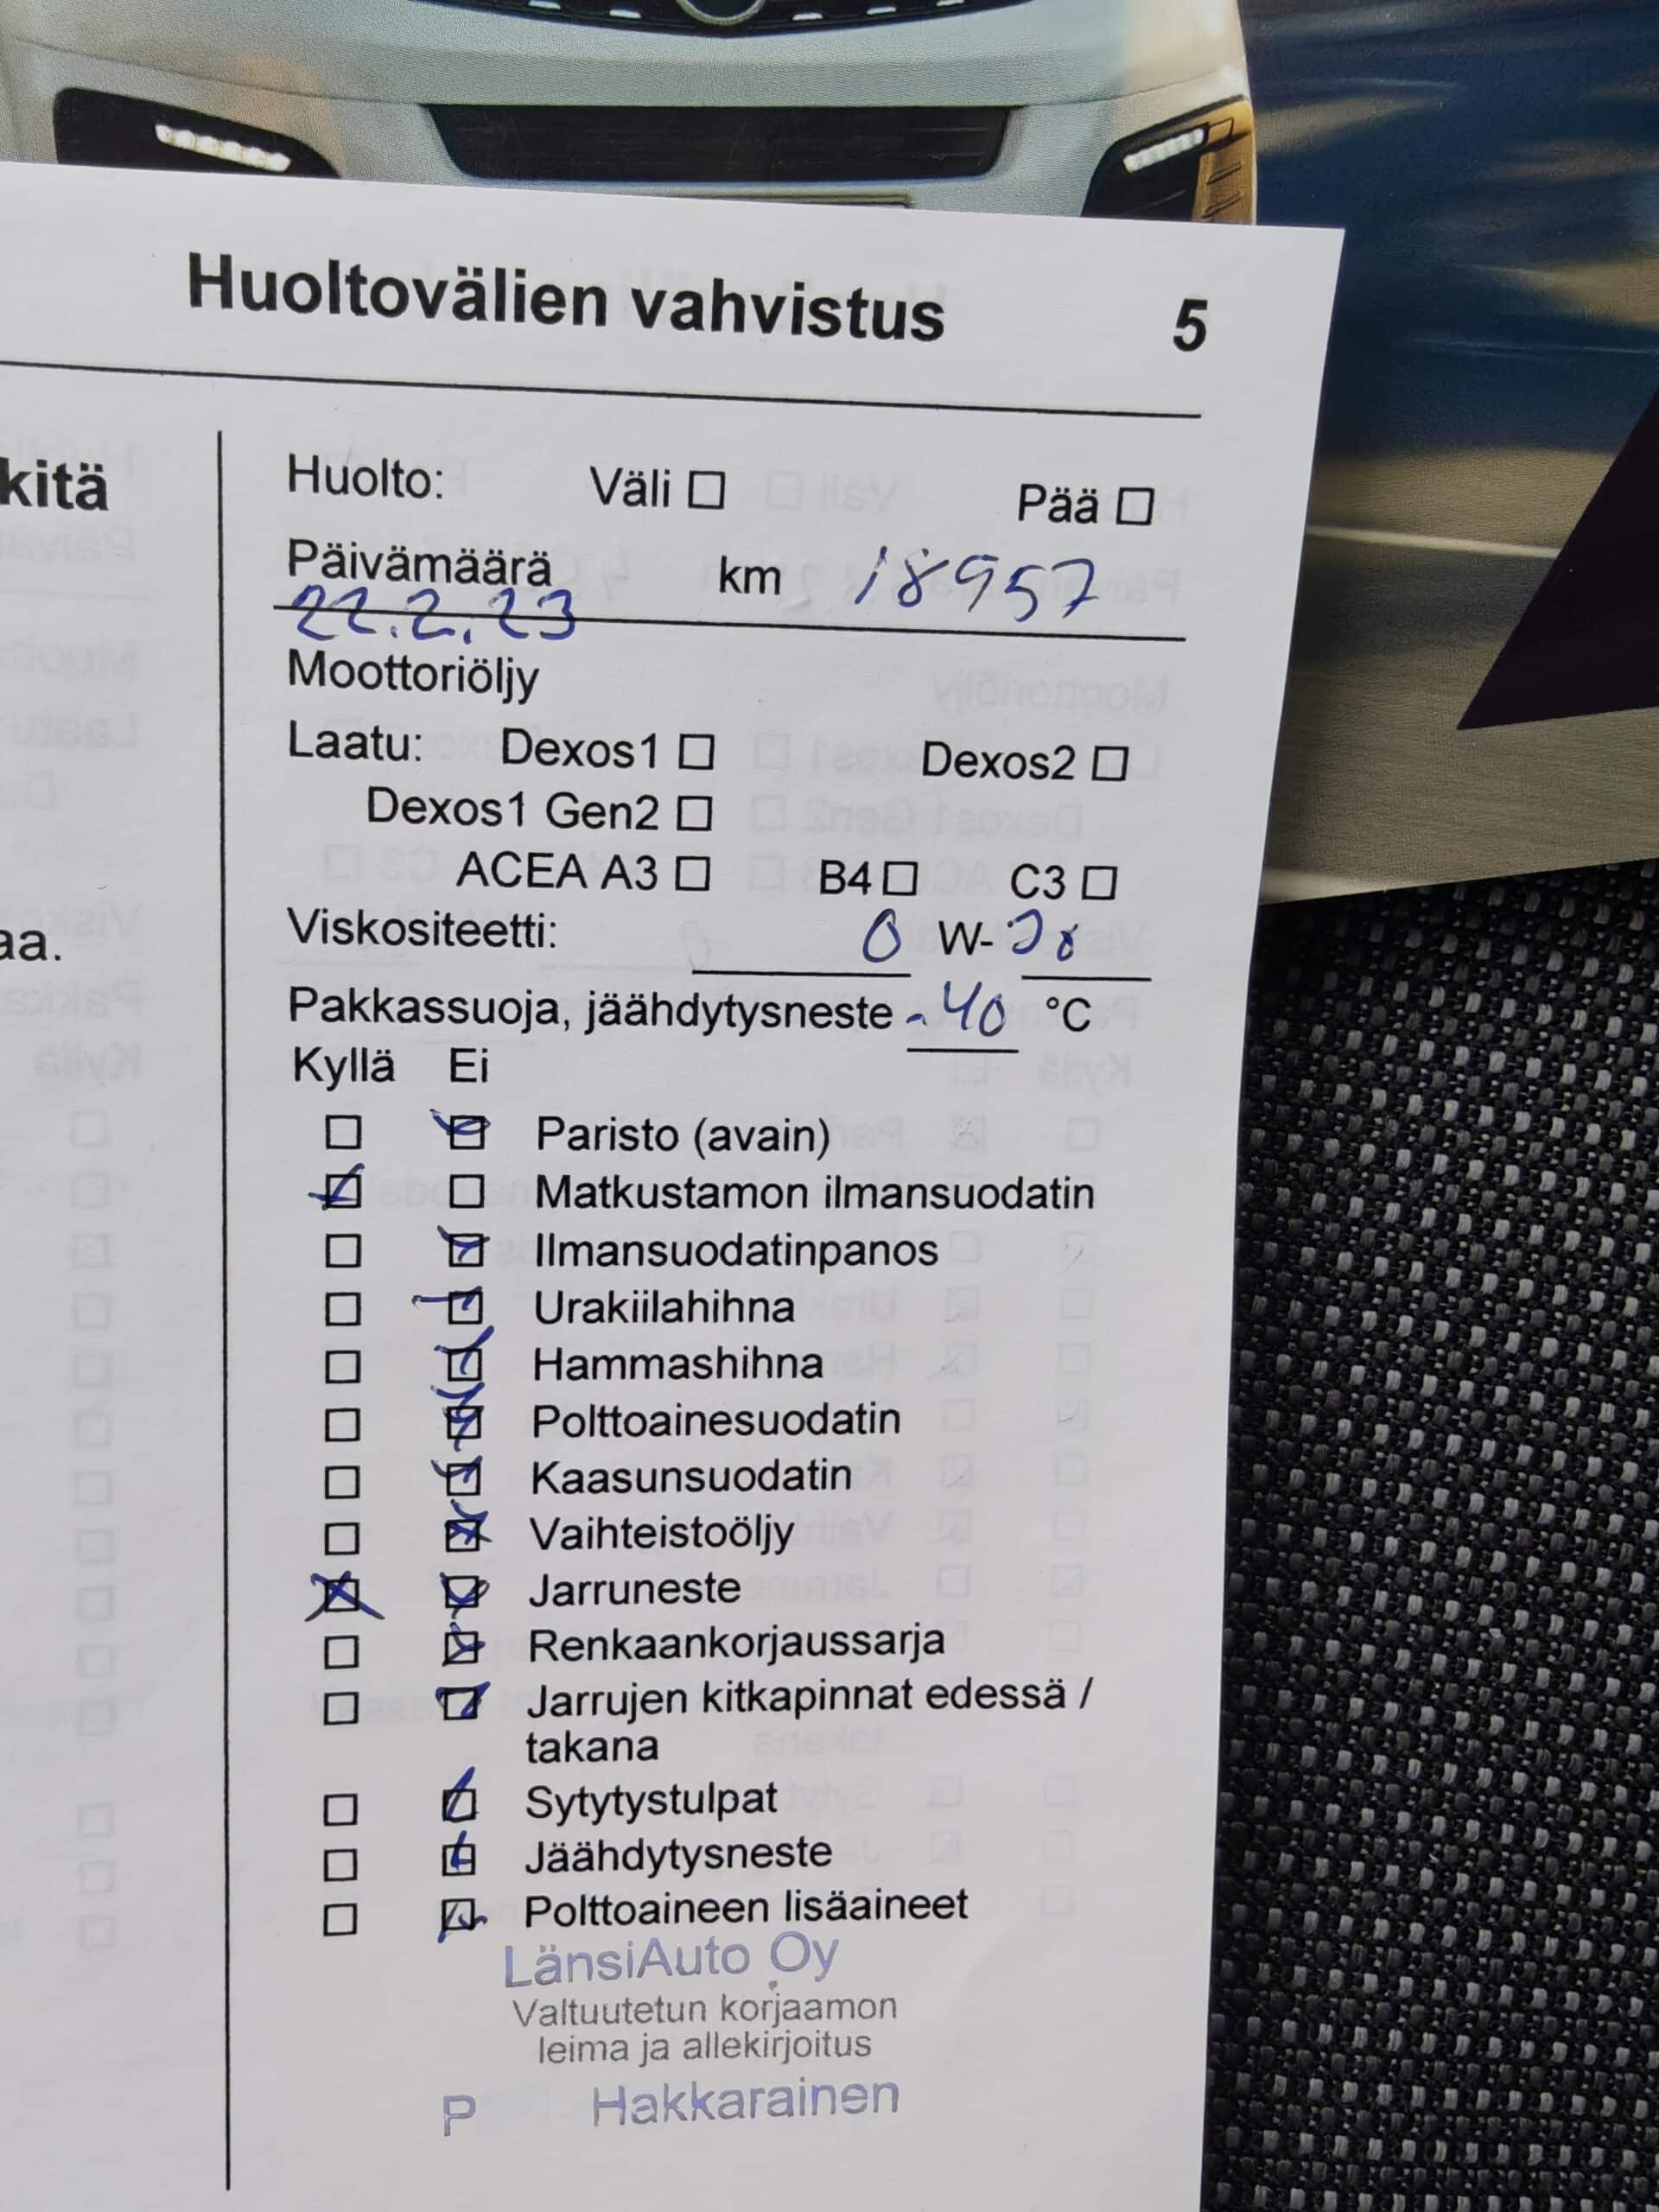 Huoltovälien vahvistus 5
kitä
aa.
Huolto: Väli Pää
Päivämäärä km 18957
22.2.23
Moottoriöljy
Laatu: Dexos1 Dexos2
Dexos1 Gen2
ACEA A3 B4 C3
Viskositeetti: 0 W-
Pakkassuoja, jäähdytysneste -40 °C
Kyllä Ei
Paristo (avain)
Matkustamon ilmansuodatin
Ilmansuodatinpanos
Urakiilahihna
Hammashihna
Polttoainesuodatin
Kaasunsuodatin
Vaihteistoöljy
Jarruneste
Renkaankorjaussarja
Jarrujen kitkapinnat edessä /
takana
Sytytystulpat
Jäähdytysneste
Polttoaineen lisäaineet
LänsiAuto Oy
Valtuutetun korjaamon
leima ja allekirjoitus
P Hakkarainen